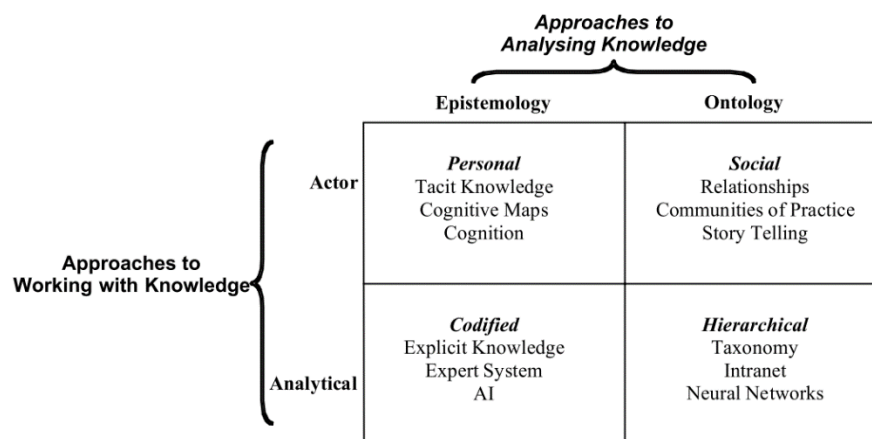 Approaches to
Analysing Knowledge
Epistemology
Ontology
Actor
Personal
Tacit Knowledge
Cognitive Maps
Cognition
Social
Relationships
Communities of Practice
Story Telling
Approaches to
Working with Knowledge
Analytical
Codified
Explicit Knowledge
Expert System
AI
Hierarchical
Taxonomy
Intranet
Neural Networks